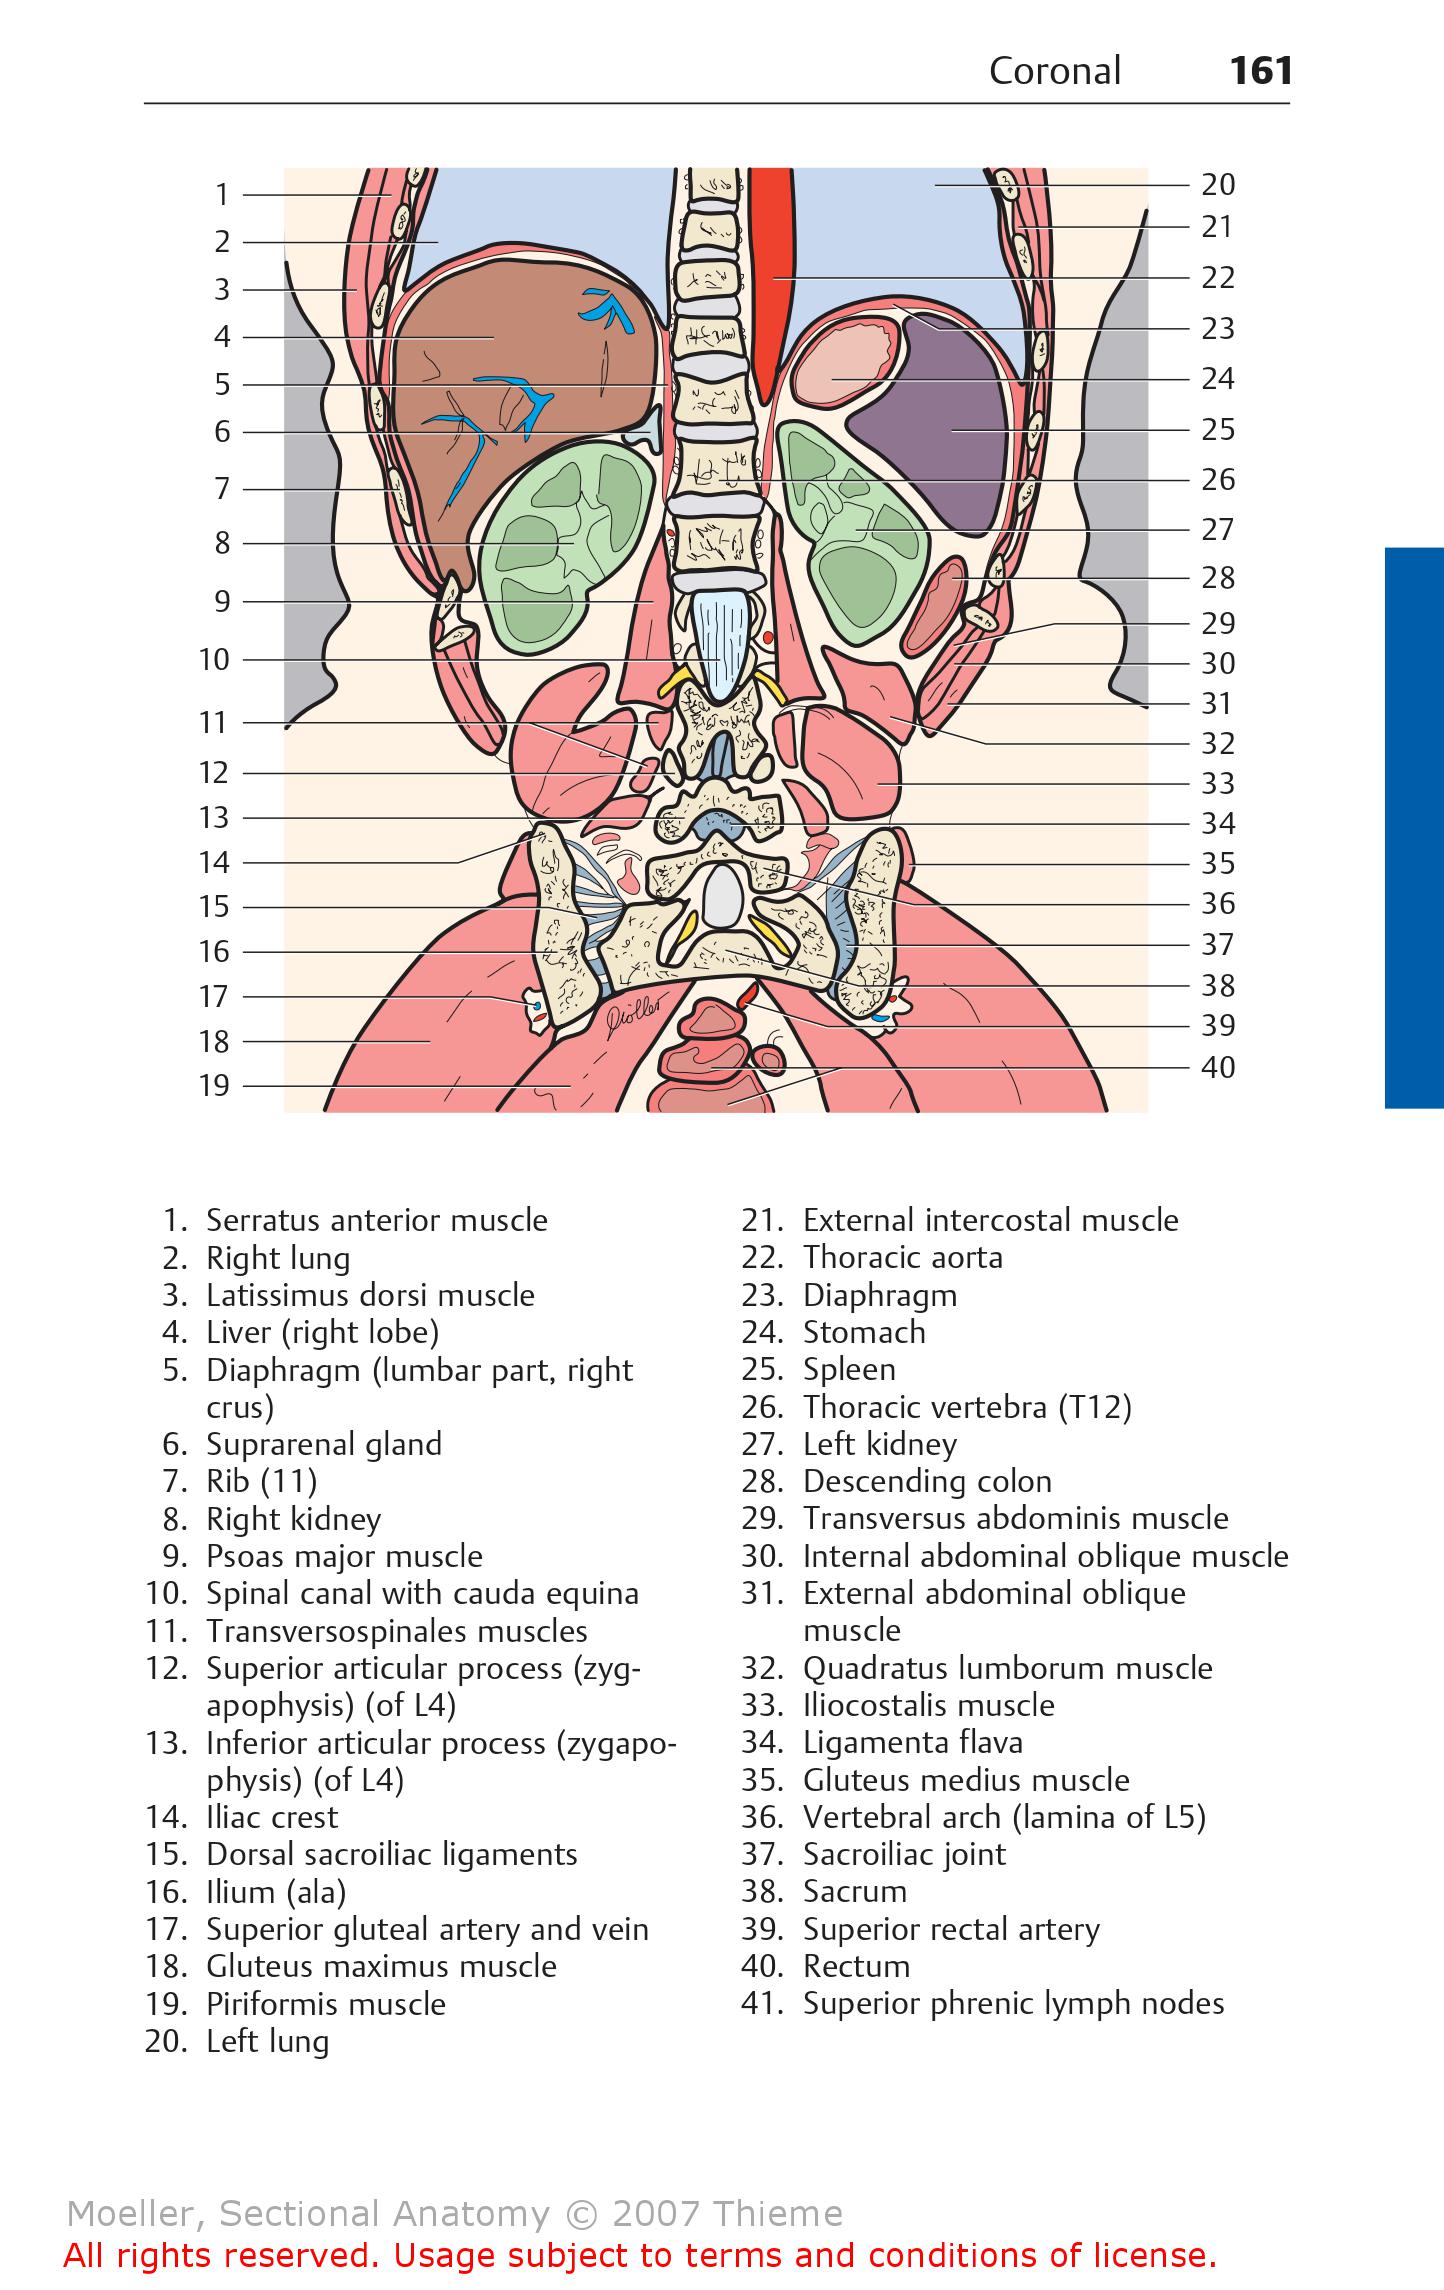 Coronal 161
1 20
2 21
3 22
4 23
5 24
6 25
7 26
8 27
9 28
10 29
11 30
12 31
13 32
14 33
15 34
16 35
17 36
18 37
19 38
39
40
1. Serratus anterior muscle
2. Right lung
3. Latissimus dorsi muscle
4. Liver (right lobe)
5. Diaphragm (lumbar part, right
crus)
6. Suprarenal gland
7. Rib (11)
8. Right kidney
9. Psoas major muscle
10. Spinal canal with cauda equina
11. Transversospinales muscles
12. Superior articular process (zyg-
apophysis) (of L4)
13. Inferior articular process (zygapo-
physis) (of L4)
14. Iliac crest
15. Dorsal sacroiliac ligaments
16. Ilium (ala)
17. Superior gluteal artery and vein
18. Gluteus maximus muscle
19. Piriformis muscle
20. Left lung
21. External intercostal muscle
22. Thoracic aorta
23. Diaphragm
24. Stomach
25. Spleen
26. Thoracic vertebra (T12)
27. Left kidney
28. Descending colon
29. Transversus abdominis muscle
30. Internal abdominal oblique muscle
31. External abdominal oblique
muscle
32. Quadratus lumborum muscle
33. Iliocostalis muscle
34. Ligamenta flava
35. Gluteus medius muscle
36. Vertebral arch (lamina of L5)
37. Sacroiliac joint
38. Sacrum
39. Superior rectal artery
40. Rectum
41. Superior phrenic lymph nodes
Moeller, Sectional Anatomy © 2007 Thieme
All rights reserved. Usage subject to terms and conditions of license.